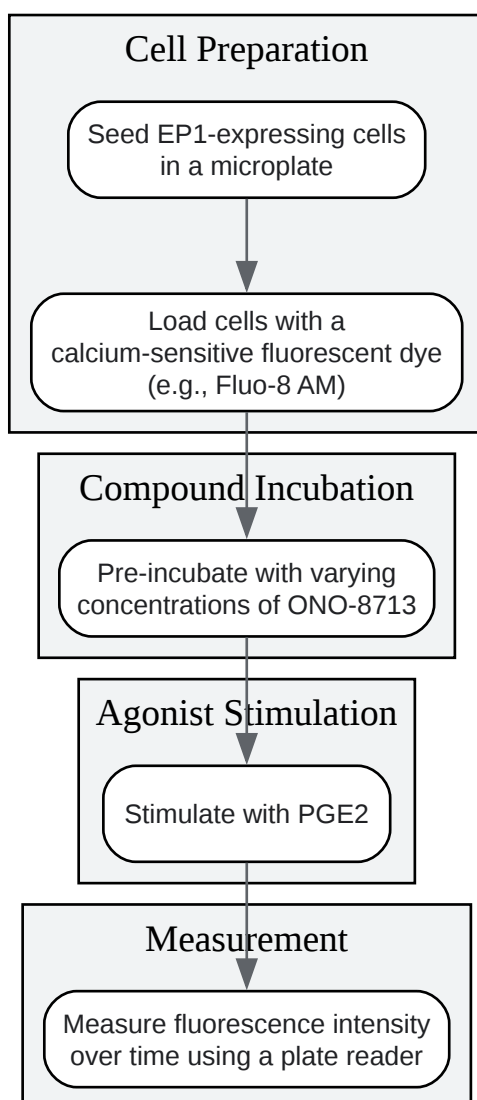 Cell Preparation
Seed EP1-expressing cells
in a microplate
Load cells with a
calcium-sensitive fluorescent dye
(e.g., Fluo-8 AM)
Compound Incubation
Pre-incubate with varying
concentrations of ONO-8713
Agonist Stimulation
Stimulate with PGE2
Measurement
Measure fluorescence intensity
over time using a plate reader